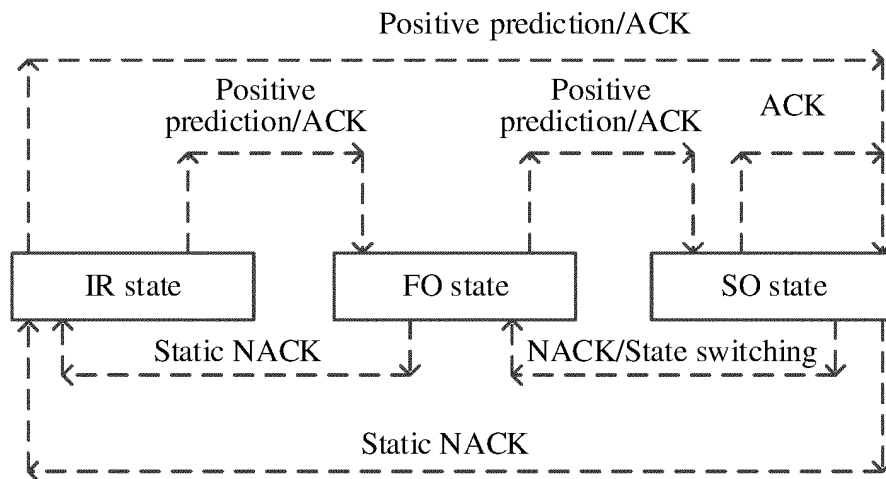 Positive prediction/ACK
Positive
prediction/ACK
Positive
prediction/ACK
ACK
IR state
FO state
SO state
Static NACK
NACK/State switching
Static NACK